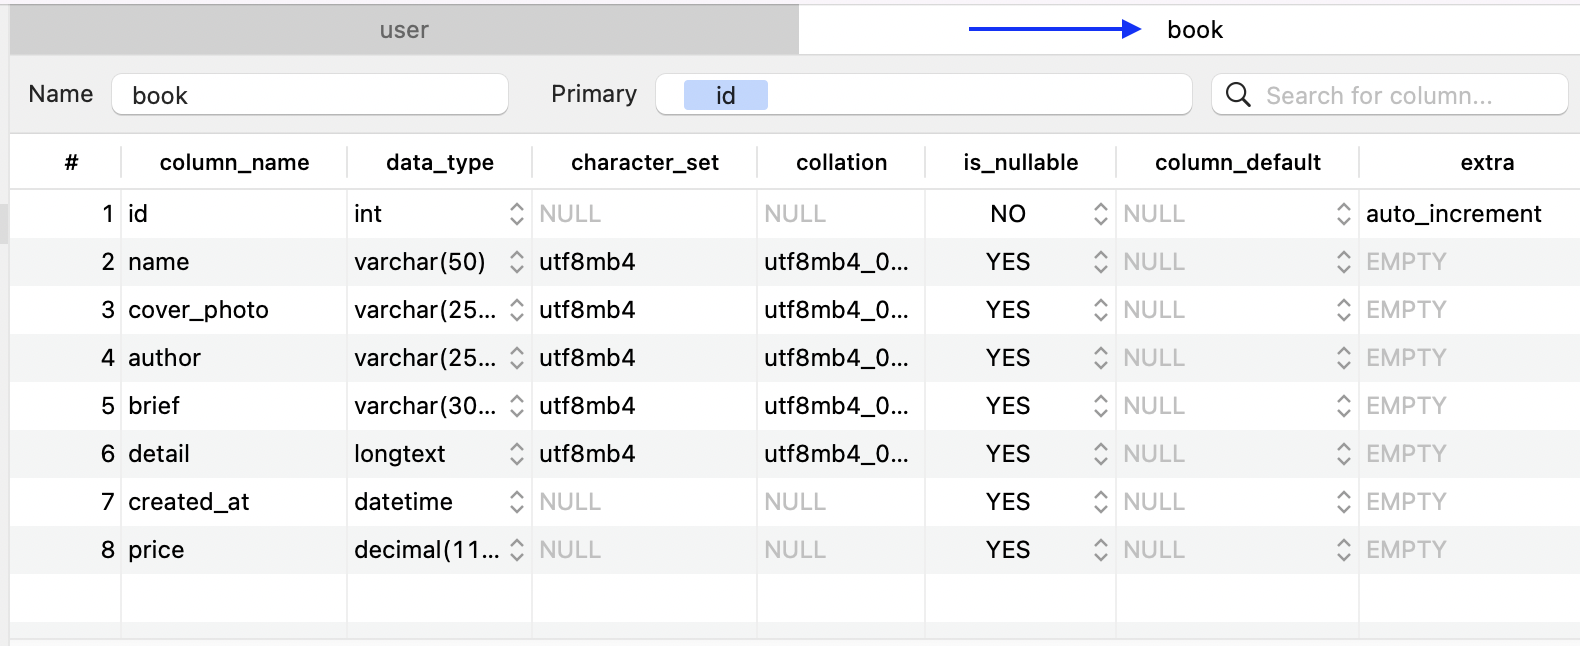 user book
Name book Primary id Search for column...
# column_name data_type character_set collation is_nullable column_default extra
1 id int NULL NULL NO NULL auto_increment
2 name varchar(50) utf8mb4 utf8mb4_0... YES NULL EMPTY
3 cover_photo varchar(25... utf8mb4 utf8mb4_0... YES NULL EMPTY
4 author varchar(25... utf8mb4 utf8mb4_0... YES NULL EMPTY
5 brief varchar(30... utf8mb4 utf8mb4_0... YES NULL EMPTY
6 detail longtext utf8mb4 utf8mb4_0... YES NULL EMPTY
7 created_at datetime NULL NULL YES NULL EMPTY
8 price decimal(11... NULL NULL YES NULL EMPTY